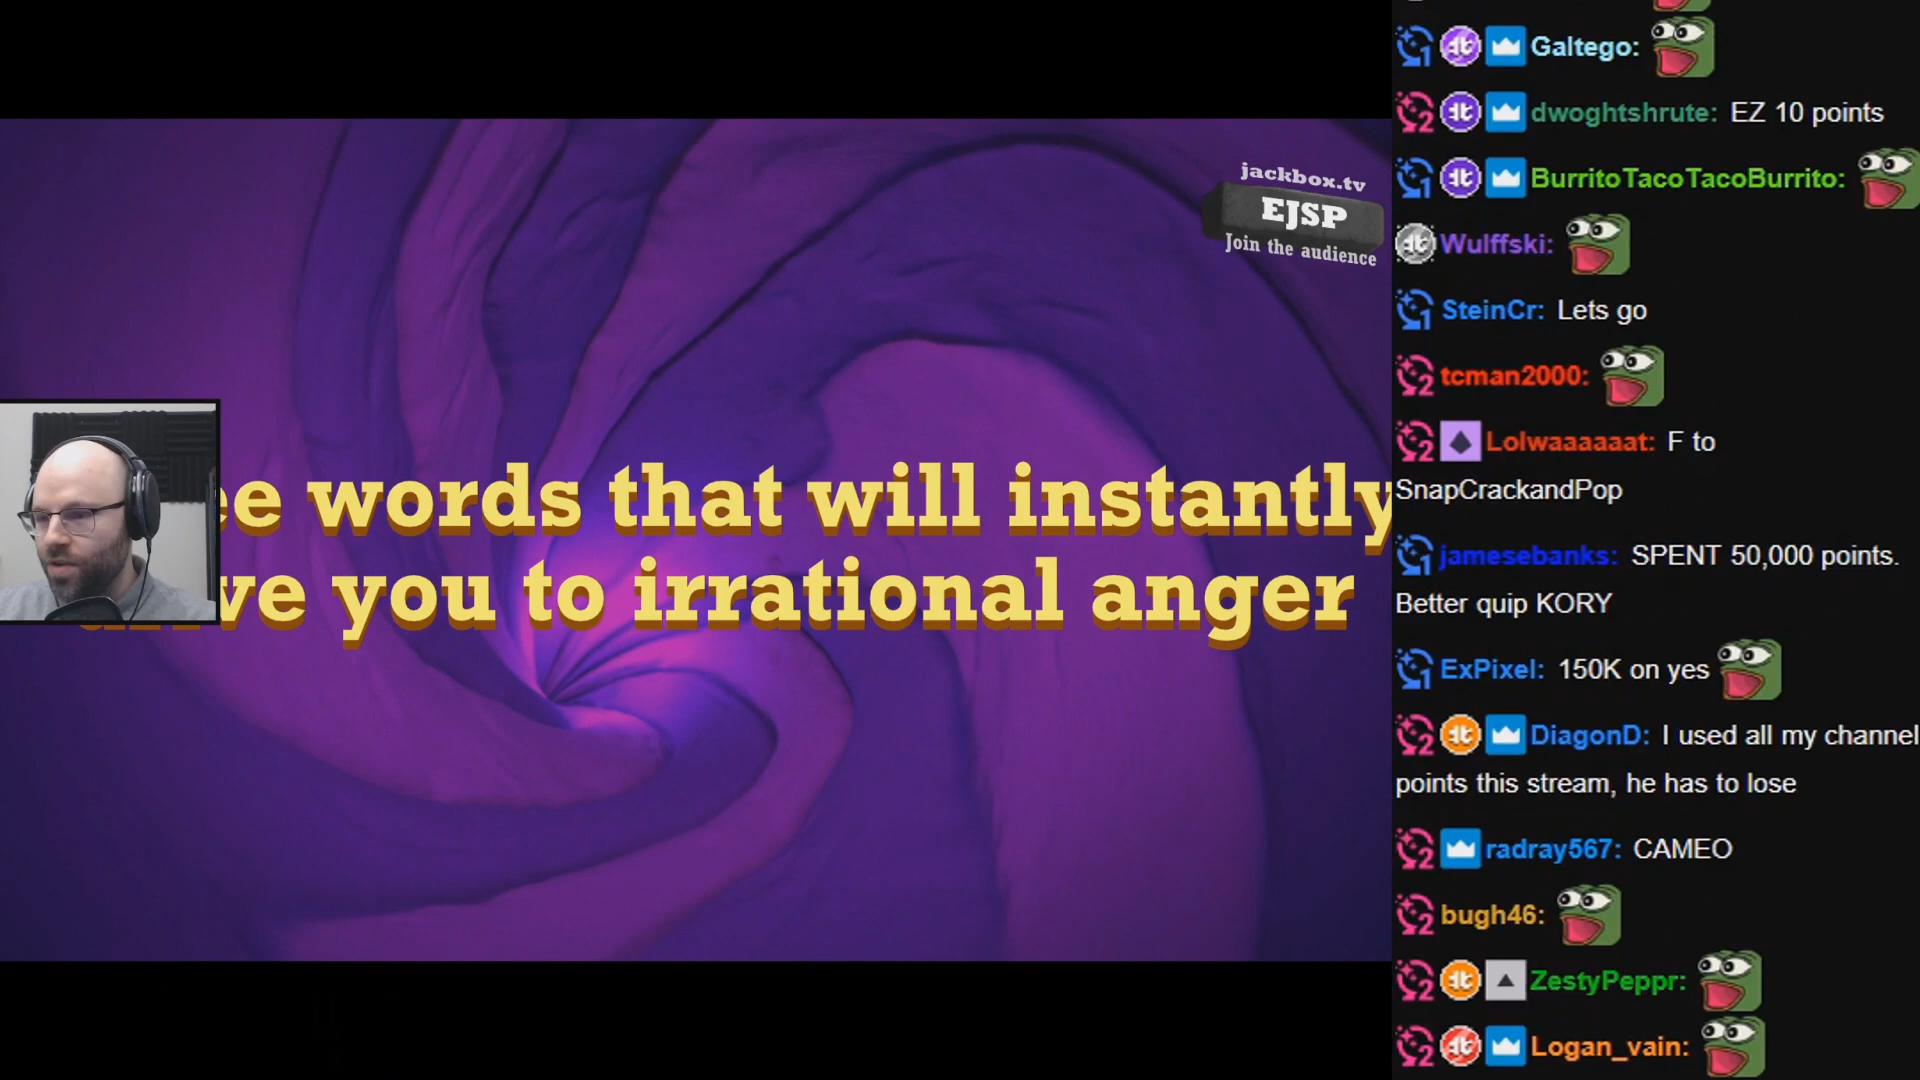 jackbox.tv
EJSP
Join the audience
words that will instantly
you to irrational anger
Galtego:
dwoghtshrute: EZ 10 points
BurritoTacoTacoBurrito:
Wulffski:
SteinCr: Lets go
tcman2000:
Lolwaaaaaat: F to
SnapCrackandPop
jamesebanks: SPENT 50,000 points.
Better quip KORY
ExPixel: 150K on yes
DiagonD: I used all my channel
points this stream, he has to lose
radray567: CAMEO
bugh46:
ZestyPeppr:
Logan_vain: